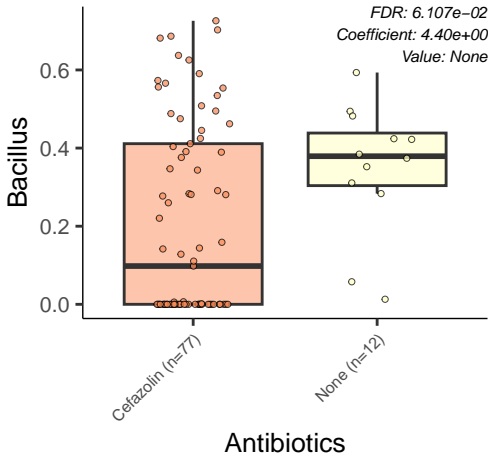 FDR: 6.107e−02
Coefficient: 4.40e+00
Value: None
Bacillus
0.6
0.4
0.2
0.0
Cefazolin (n=77)
None (n=12)
Antibiotics